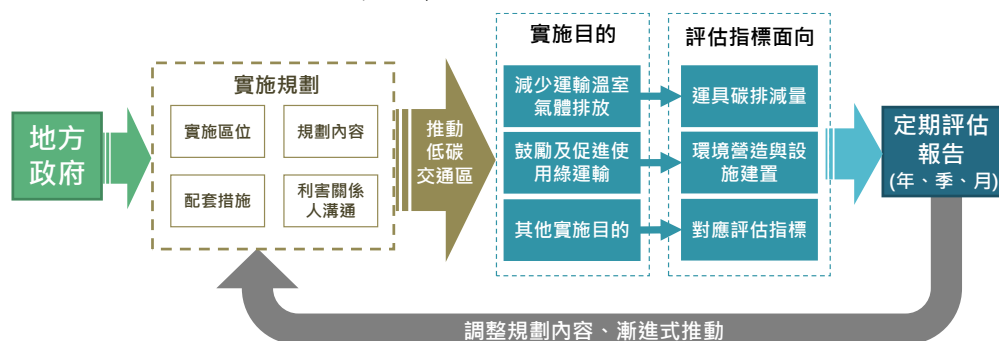 地方
政府
實施規劃
實施區位
規劃內容
配套措施
利害關係
人溝通
推動
低碳
交通區
實施目的
減少運輸溫室
氣體排放
鼓勵及促進使
用綠運輸
其他實施目的
評估指標面向
運具碳排減量
環境營造與設
施建置
對應評估指標
定期評估
報告
(年、季、月)
調整規劃內容、漸進式推動